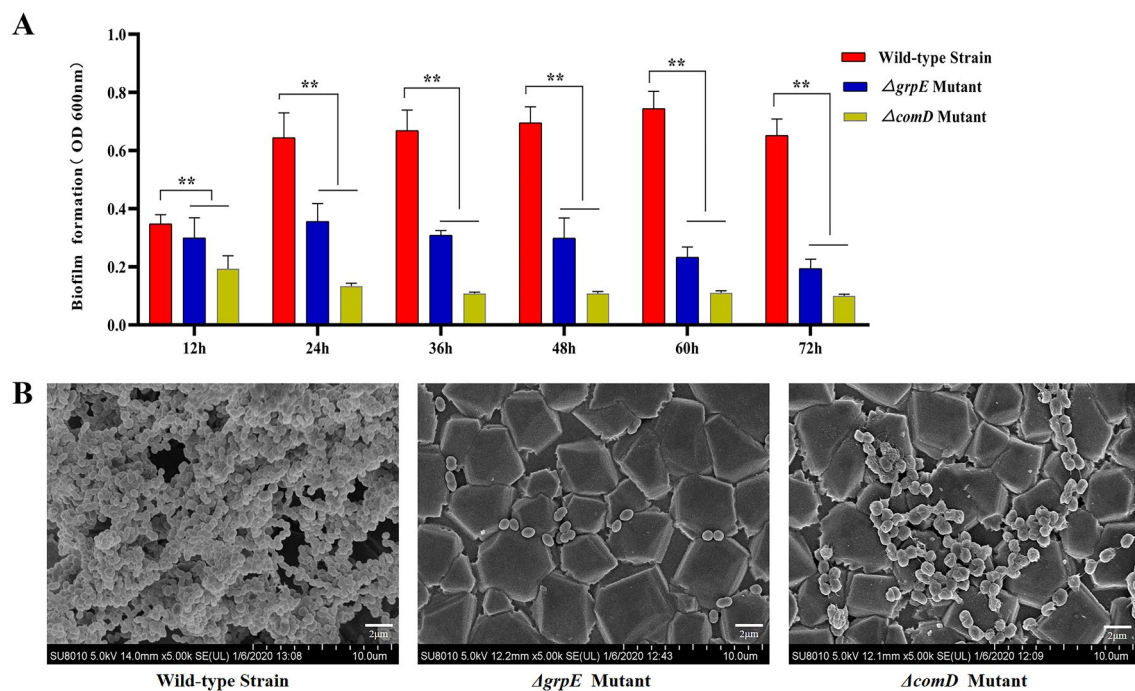 A
Biofilm formation( OD 600nm)
1.0
0.8
0.6
0.4
0.2
0.0
**
**
**
**
**
**
12h
24h
36h
48h
60h
72h
Wild-type Strain
ΔgrpE Mutant
ΔcomD Mutant
B
2μm
SU8010 5.0kV 14.0mm x5.00k SE(UL) 1/6/2020 13:08 10.0um
Wild-type Strain
2μm
SU8010 5.0kV 12.2mm x5.00k SE(UL) 1/6/2020 12:43 10.0um
ΔgrpE Mutant
2μm
SU8010 5.0kV 12.1mm x5.00k SE(UL) 1/6/2020 12:09 10.0um
ΔcomD Mutant